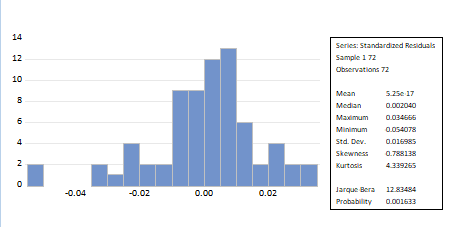 14
12
10
8
6
4
2
0
-0.04
-0.02
0.00
0.02
Series: Standardized Residuals
Sample 1 72
Observations 72
Mean 5.25e-17
Median 0.002040
Maximum 0.034666
Minimum 0.054078
Std. Dev. 0.016985
Skewness 0.788138
Kurtosis 4.339265
Jarque-Bera 12.83484
Probability 0.001633